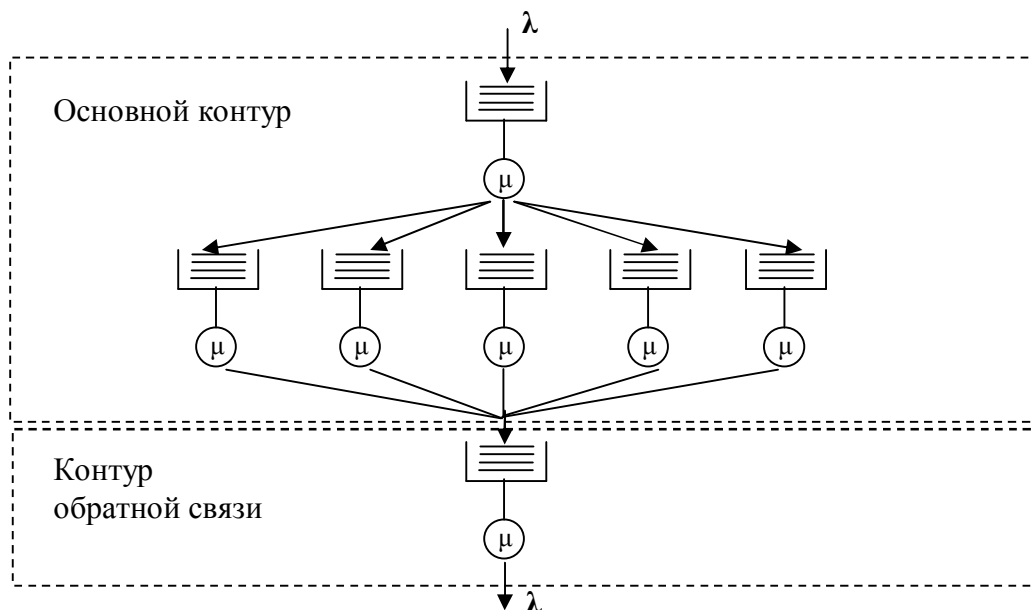 λ
Основной контур
μ
μ μ μ μ μ
Контур
обратной связи
μ
λ